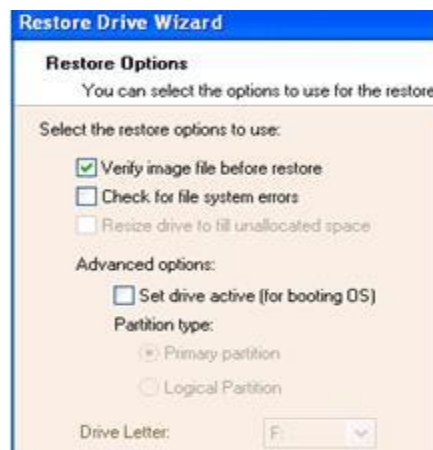 Restore Drive Wizard
Restore Options
You can select the options to use for the restore
Select the restore options to use:
Verify image file before restore
Check for file system errors
Resize drive to fill unallocated space
Advanced options:
Set drive active (for booting OS)
Partition type:
Primary partition
Logical Partition
Drive Letter: F: